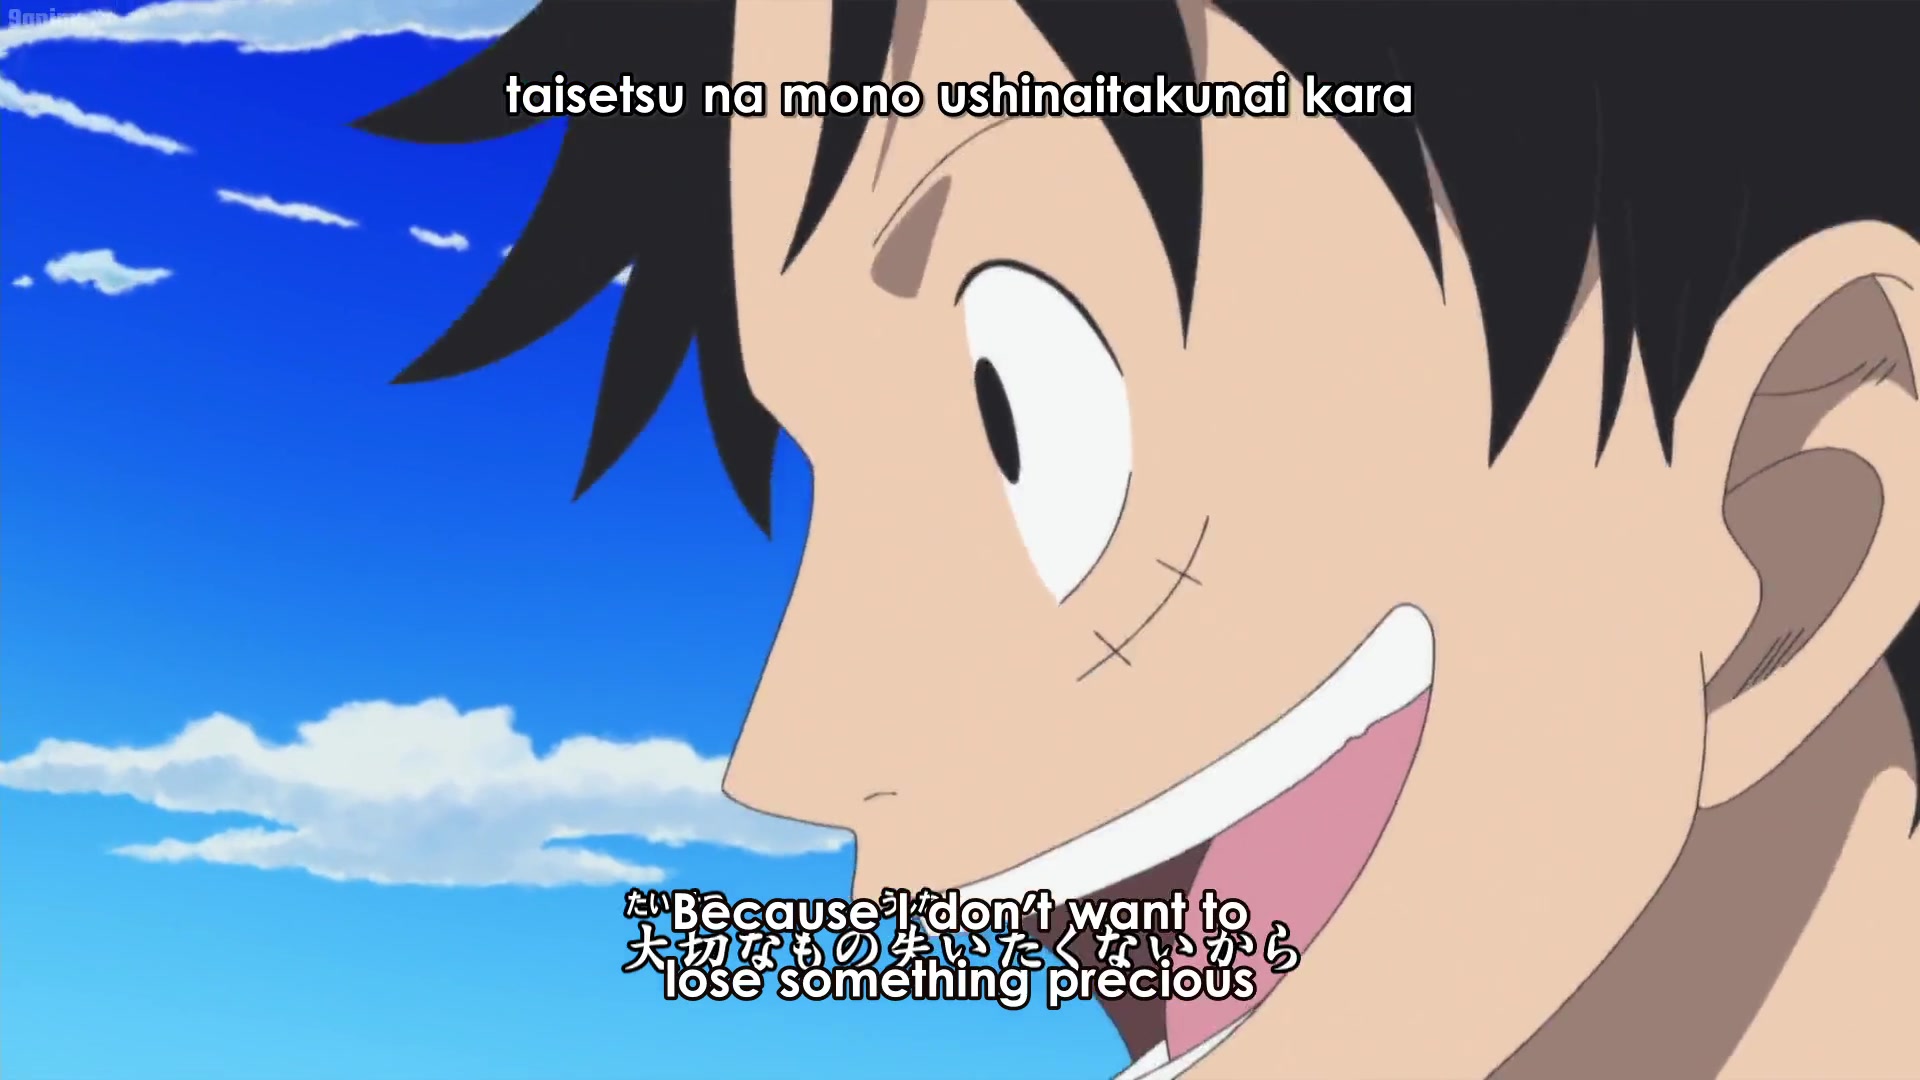 9anime
taisetsu na mono ushinaitakunai kara
Because I don't want to
大切なもの失いたくないから
lose something precious